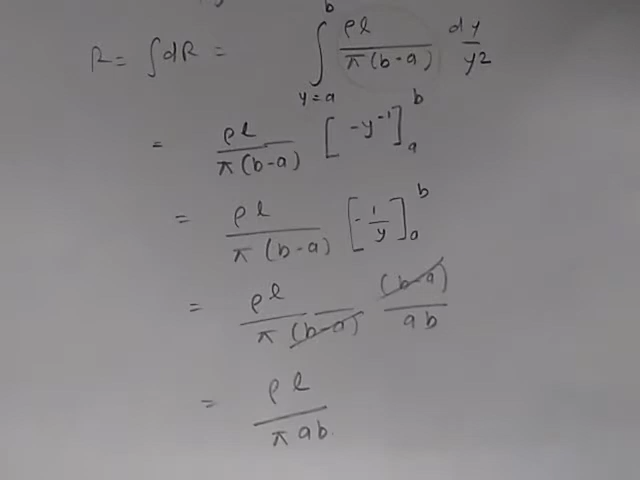 R = ∫dR = ∫_{y=a}^{b} ρl/π(b-a) dy/y2
= ρl/π(b-a) [-y⁻¹]_a^b
= ρl/π(b-a) [-1/y]_a^b
= ρl/π(b-a) (b-a)/ab
= ρl/πab